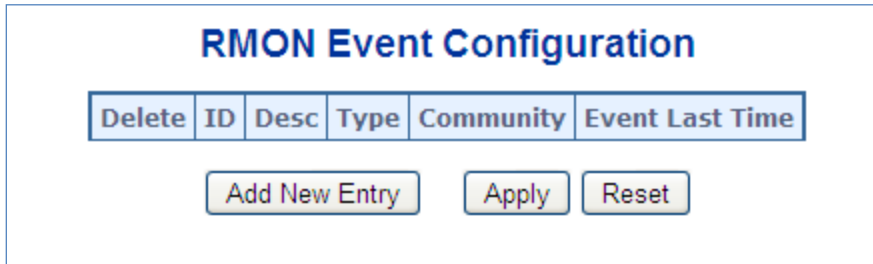 RMON Event Configuration
Delete ID Desc Type Community Event Last Time
Add New Entry Apply Reset